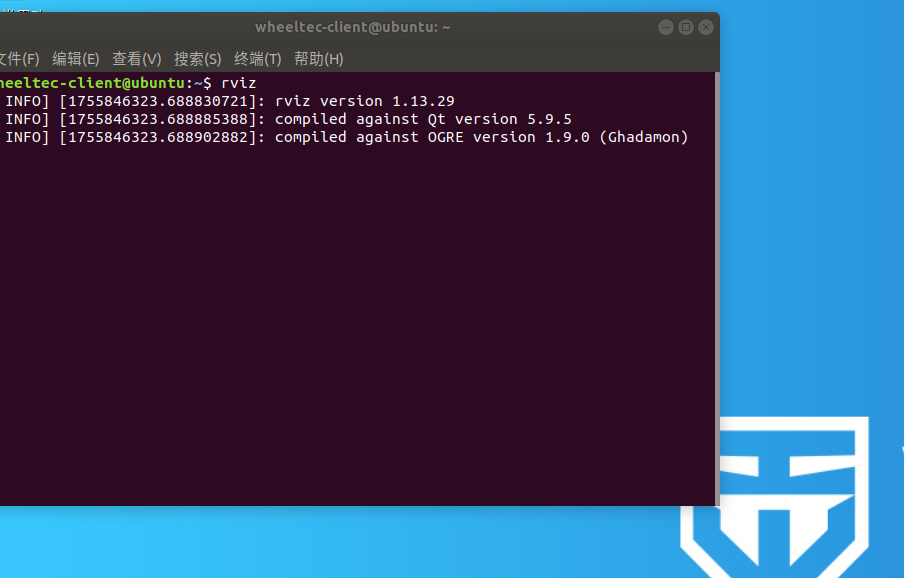 wheeltec-client@ubuntu: ~
文件(F) 编辑(E) 查看(V) 搜索(S) 终端(T) 帮助(H)
heeltec-client@ubuntu:~$ rviz
INFO] [1755846323.688830721]: rviz version 1.13.29
INFO] [1755846323.688885388]: compiled against Qt version 5.9.5
INFO] [1755846323.688902882]: compiled against OGRE version 1.9.0 (Ghadamon)